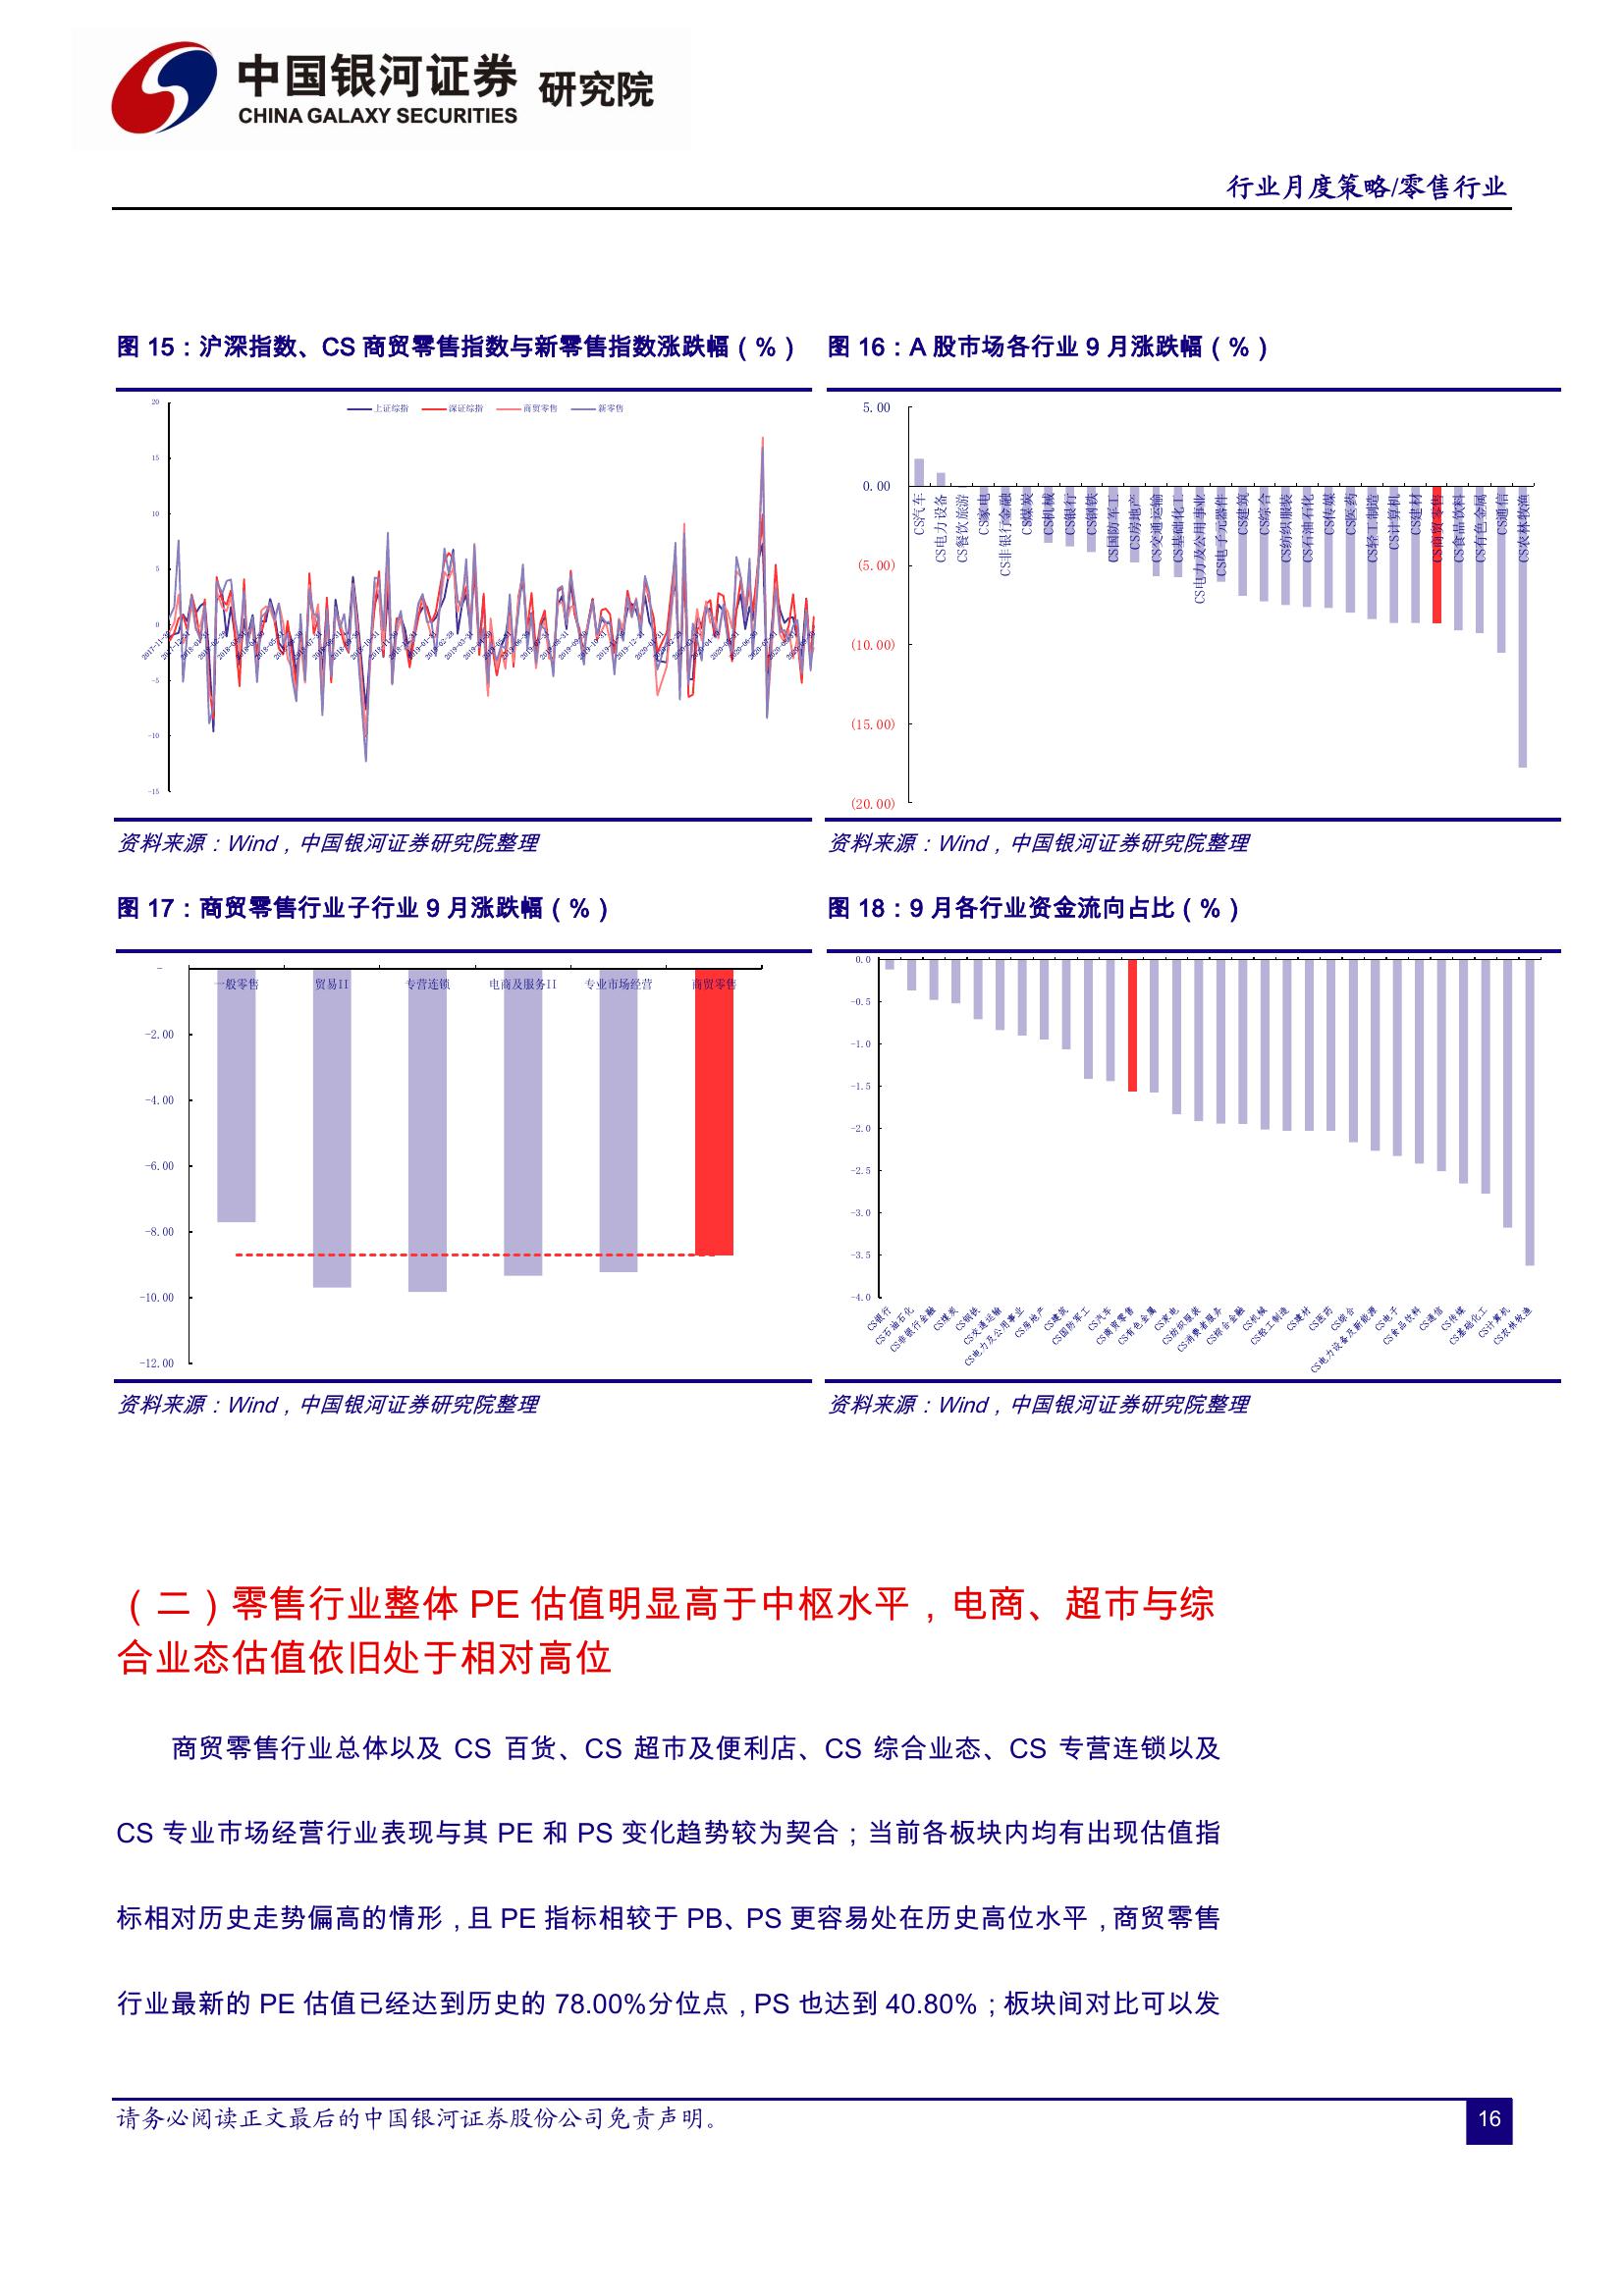 中国银河证券 研究院
CHINA GALAXY SECURITIES
行业月度策略/零售行业
图 15：沪深指数、CS 商贸零售指数与新零售指数涨跌幅（%）
上证综指 深证综指 商贸零售 新零售
20
15
10
5
0
-5
-10
-15
资料来源：Wind，中国银河证券研究院整理
图 16：A 股市场各行业 9 月涨跌幅（%）
5.00
0.00
(5.00)
(10.00)
(15.00)
(20.00)
CS汽车
CS电力设备
CS餐饮旅游
CS家电
CS非银行金融
CS煤炭
CS机械
CS银行
CS钢铁
CS国防军工
CS房地产
CS交通运输
CS基础化工
CS电力及公用事业
CS电子元器件
CS建筑
CS综合
CS纺织服装
CS石油石化
CS传媒
CS医药
CS轻工制造
CS计算机
CS建材
CS商贸零售
CS食品饮料
CS有色金属
CS通信
CS农林牧渔
资料来源：Wind，中国银河证券研究院整理
图 17：商贸零售行业子行业 9 月涨跌幅（%）
-
-2.00
-4.00
-6.00
-8.00
-10.00
-12.00
一般零售 贸易II 专营连锁 电商及服务II 专业市场经营 商贸零售
资料来源：Wind，中国银河证券研究院整理
图 18：9 月各行业资金流向占比（%）
0.0
-0.5
-1.0
-1.5
-2.0
-2.5
-3.0
-3.5
-4.0
CS银行
CS石油石化
CS非银行金融
CS煤炭
CS钢铁
CS交通运输
CS电力及公用事业
CS房地产
CS建筑
CS国防军工
CS汽车
CS商贸零售
CS有色金属
CS家电
CS纺织服装
CS消费者服务
CS综合金融
CS机械
CS轻工制造
CS建材
CS医药
CS综合
CS电力设备及新能源
CS电子
CS食品饮料
CS通信
CS传媒
CS基础化工
CS计算机
CS农林牧渔
资料来源：Wind，中国银河证券研究院整理
（二）零售行业整体 PE 估值明显高于中枢水平，电商、超市与综
合业态估值依旧处于相对高位
商贸零售行业总体以及 CS 百货、CS 超市及便利店、CS 综合业态、CS 专营连锁以及
CS 专业市场经营行业表现与其 PE 和 PS 变化趋势较为契合；当前各板块内均有出现估值指
标相对历史走势偏高的情形，且 PE 指标相较于 PB、PS 更容易处在历史高位水平，商贸零售
行业最新的 PE 估值已经达到历史的 78.00%分位点，PS 也达到 40.80%；板块间对比可以发
请务必阅读正文最后的中国银河证券股份公司免责声明。
16